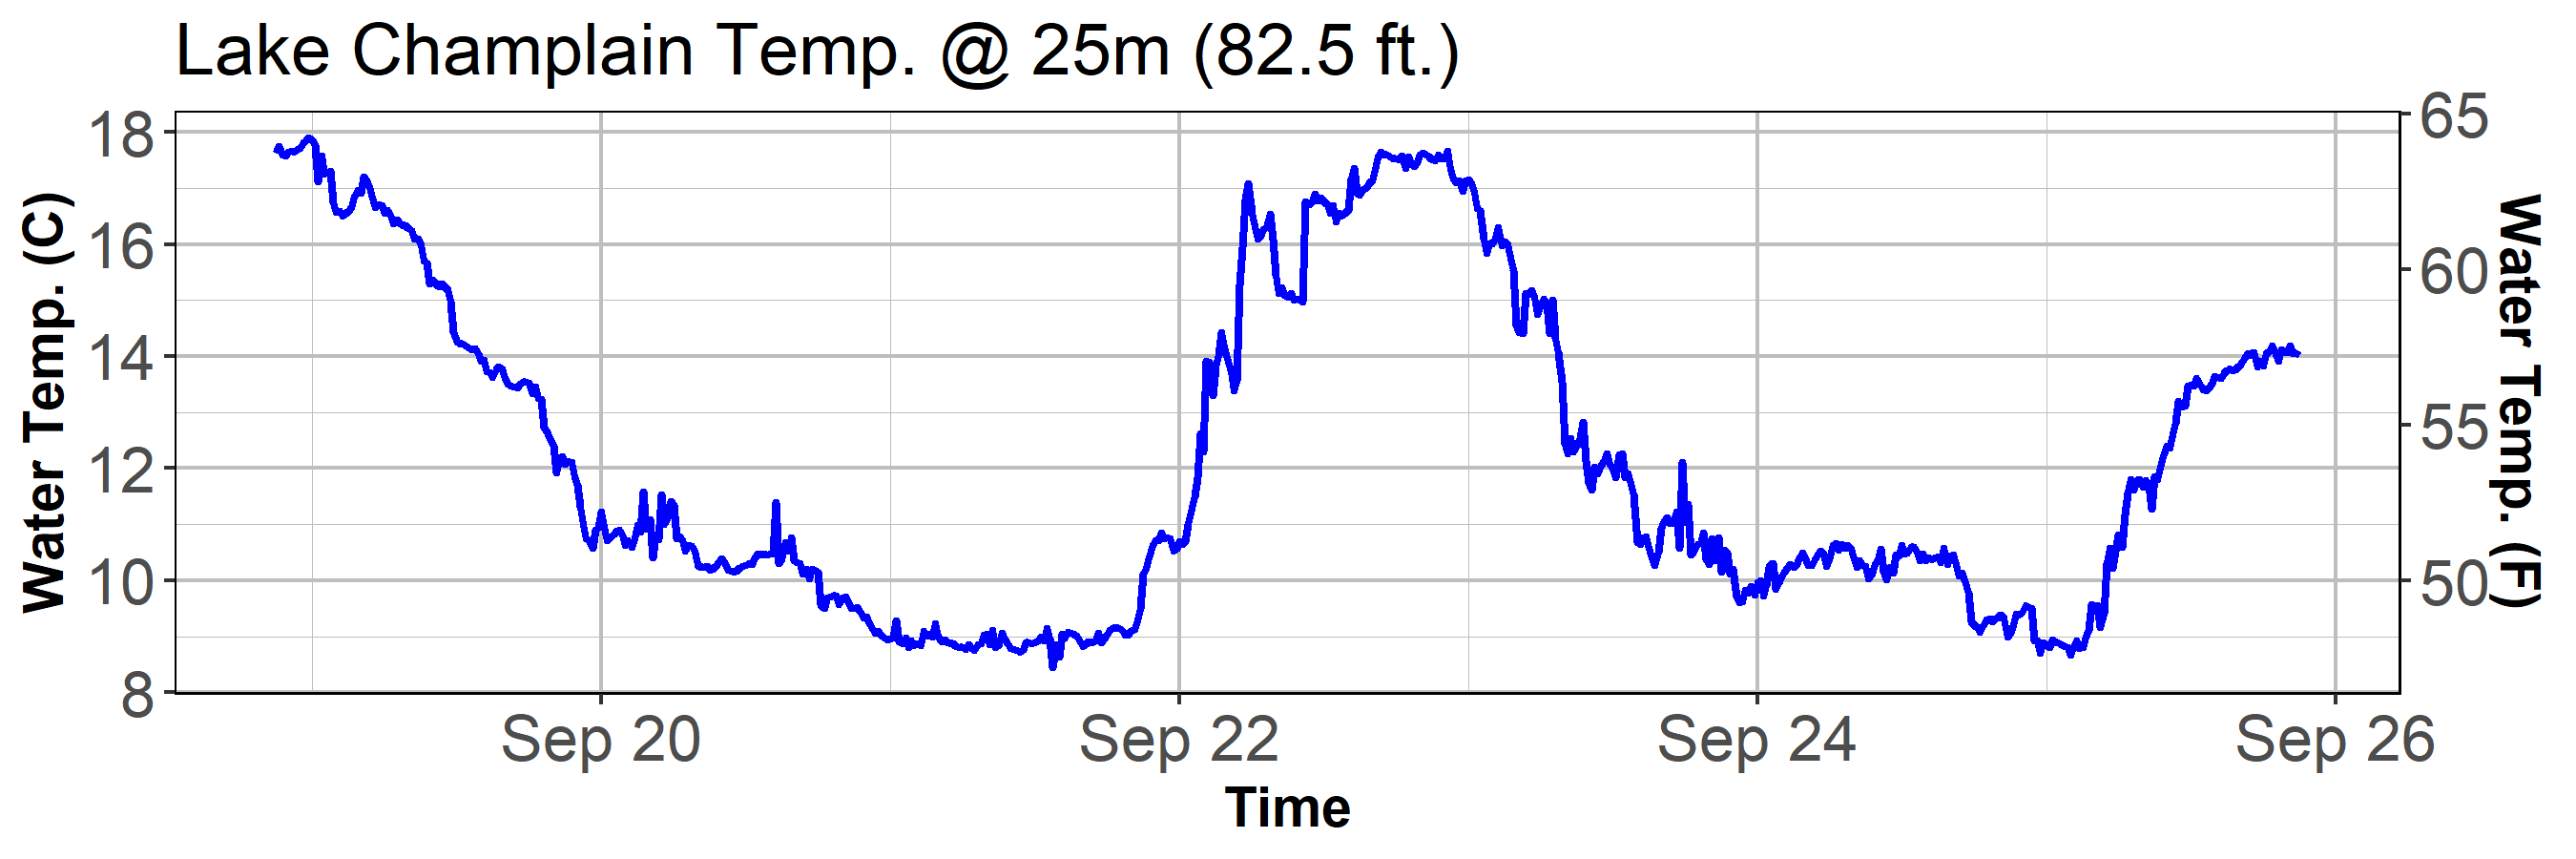 Lake Champlain Temp. @ 25m (82.5 ft.)
Water Temp. (C)
18
16
14
12
10
8
65
60
55
50
Water Temp. (F)
Sep 20 Sep 22 Sep 24 Sep 26
Time